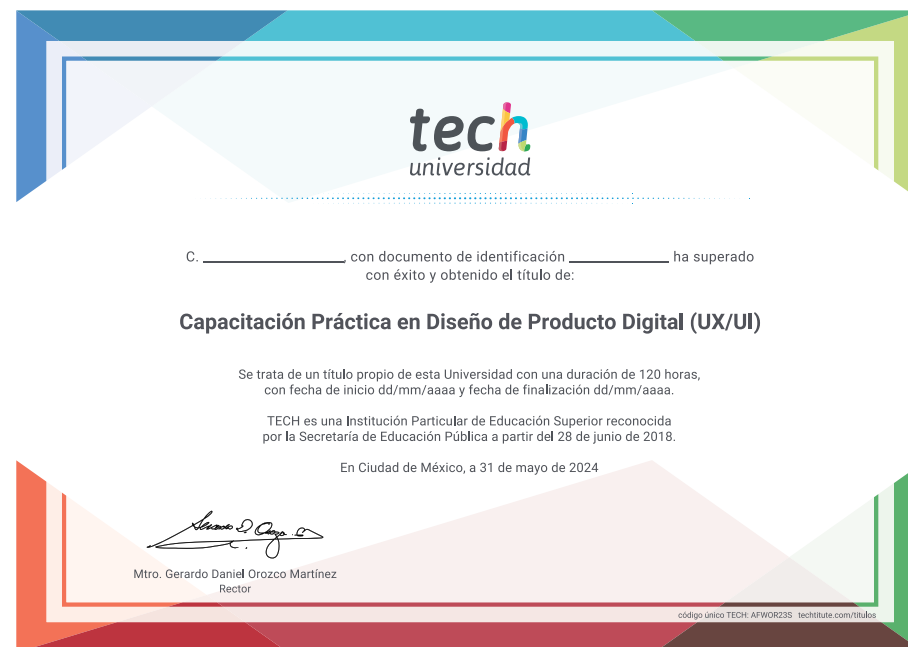 tech
universidad
C. ____________________, con documento de identificación ______________ ha superado
con éxito y obtenido el título de:
Capacitación Práctica en Diseño de Producto Digital (UX/UI)
Se trata de un título propio de esta Universidad con una duración de 120 horas,
con fecha de inicio dd/mm/aaaa y fecha de finalización dd/mm/aaaa.
TECH es una Institución Particular de Educación Superior reconocida
por la Secretaría de Educación Pública a partir del 28 de junio de 2018.
En Ciudad de México, a 31 de mayo de 2024
Mtro. Gerardo Daniel Orozco Martínez
Rector
código único TECH: AFWOR23S techtitute.com/titulos